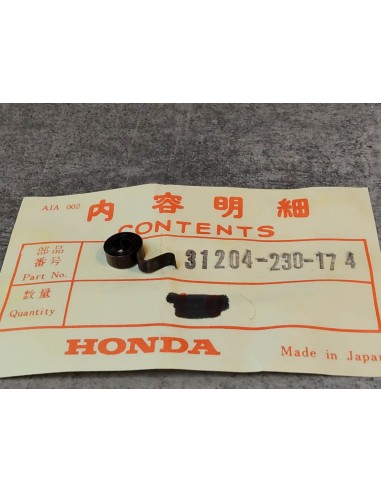 AIA 002
内容明細
CONTENTS
部品
番号
Part No.
31204-230-174
数量
Quantity
HONDA
Made in Japan